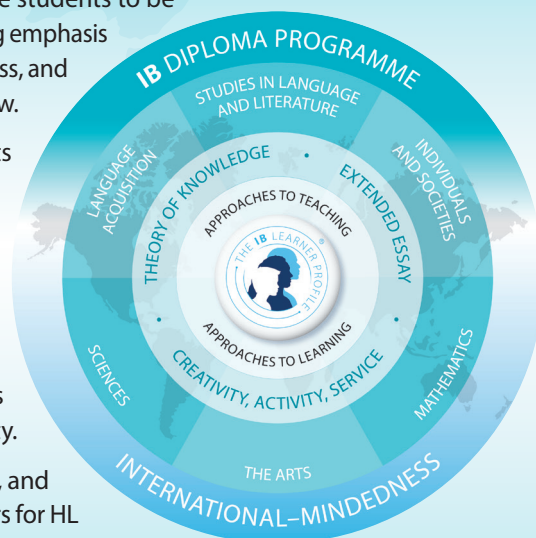 e students to be
g emphasis
ss, and
w.
ts
s
ty.
, and
s for HL
IB DIPLOMA PROGRAMME
STUDIES IN LANGUAGE
AND LITERATURE
LANGUAGE
ACQUISITION
INDIVIDUALS
AND SOCIETIES
THEORY OF KNOWLEDGE
EXTENDED ESSAY
APPROACHES TO TEACHING
THE IB LEARNER PROFILE®
APPROACHES TO LEARNING
CREATIVITY, ACTIVITY, SERVICE
SCIENCES
MATHEMATICS
THE ARTS
INTERNATIONAL–MINDEDNESS